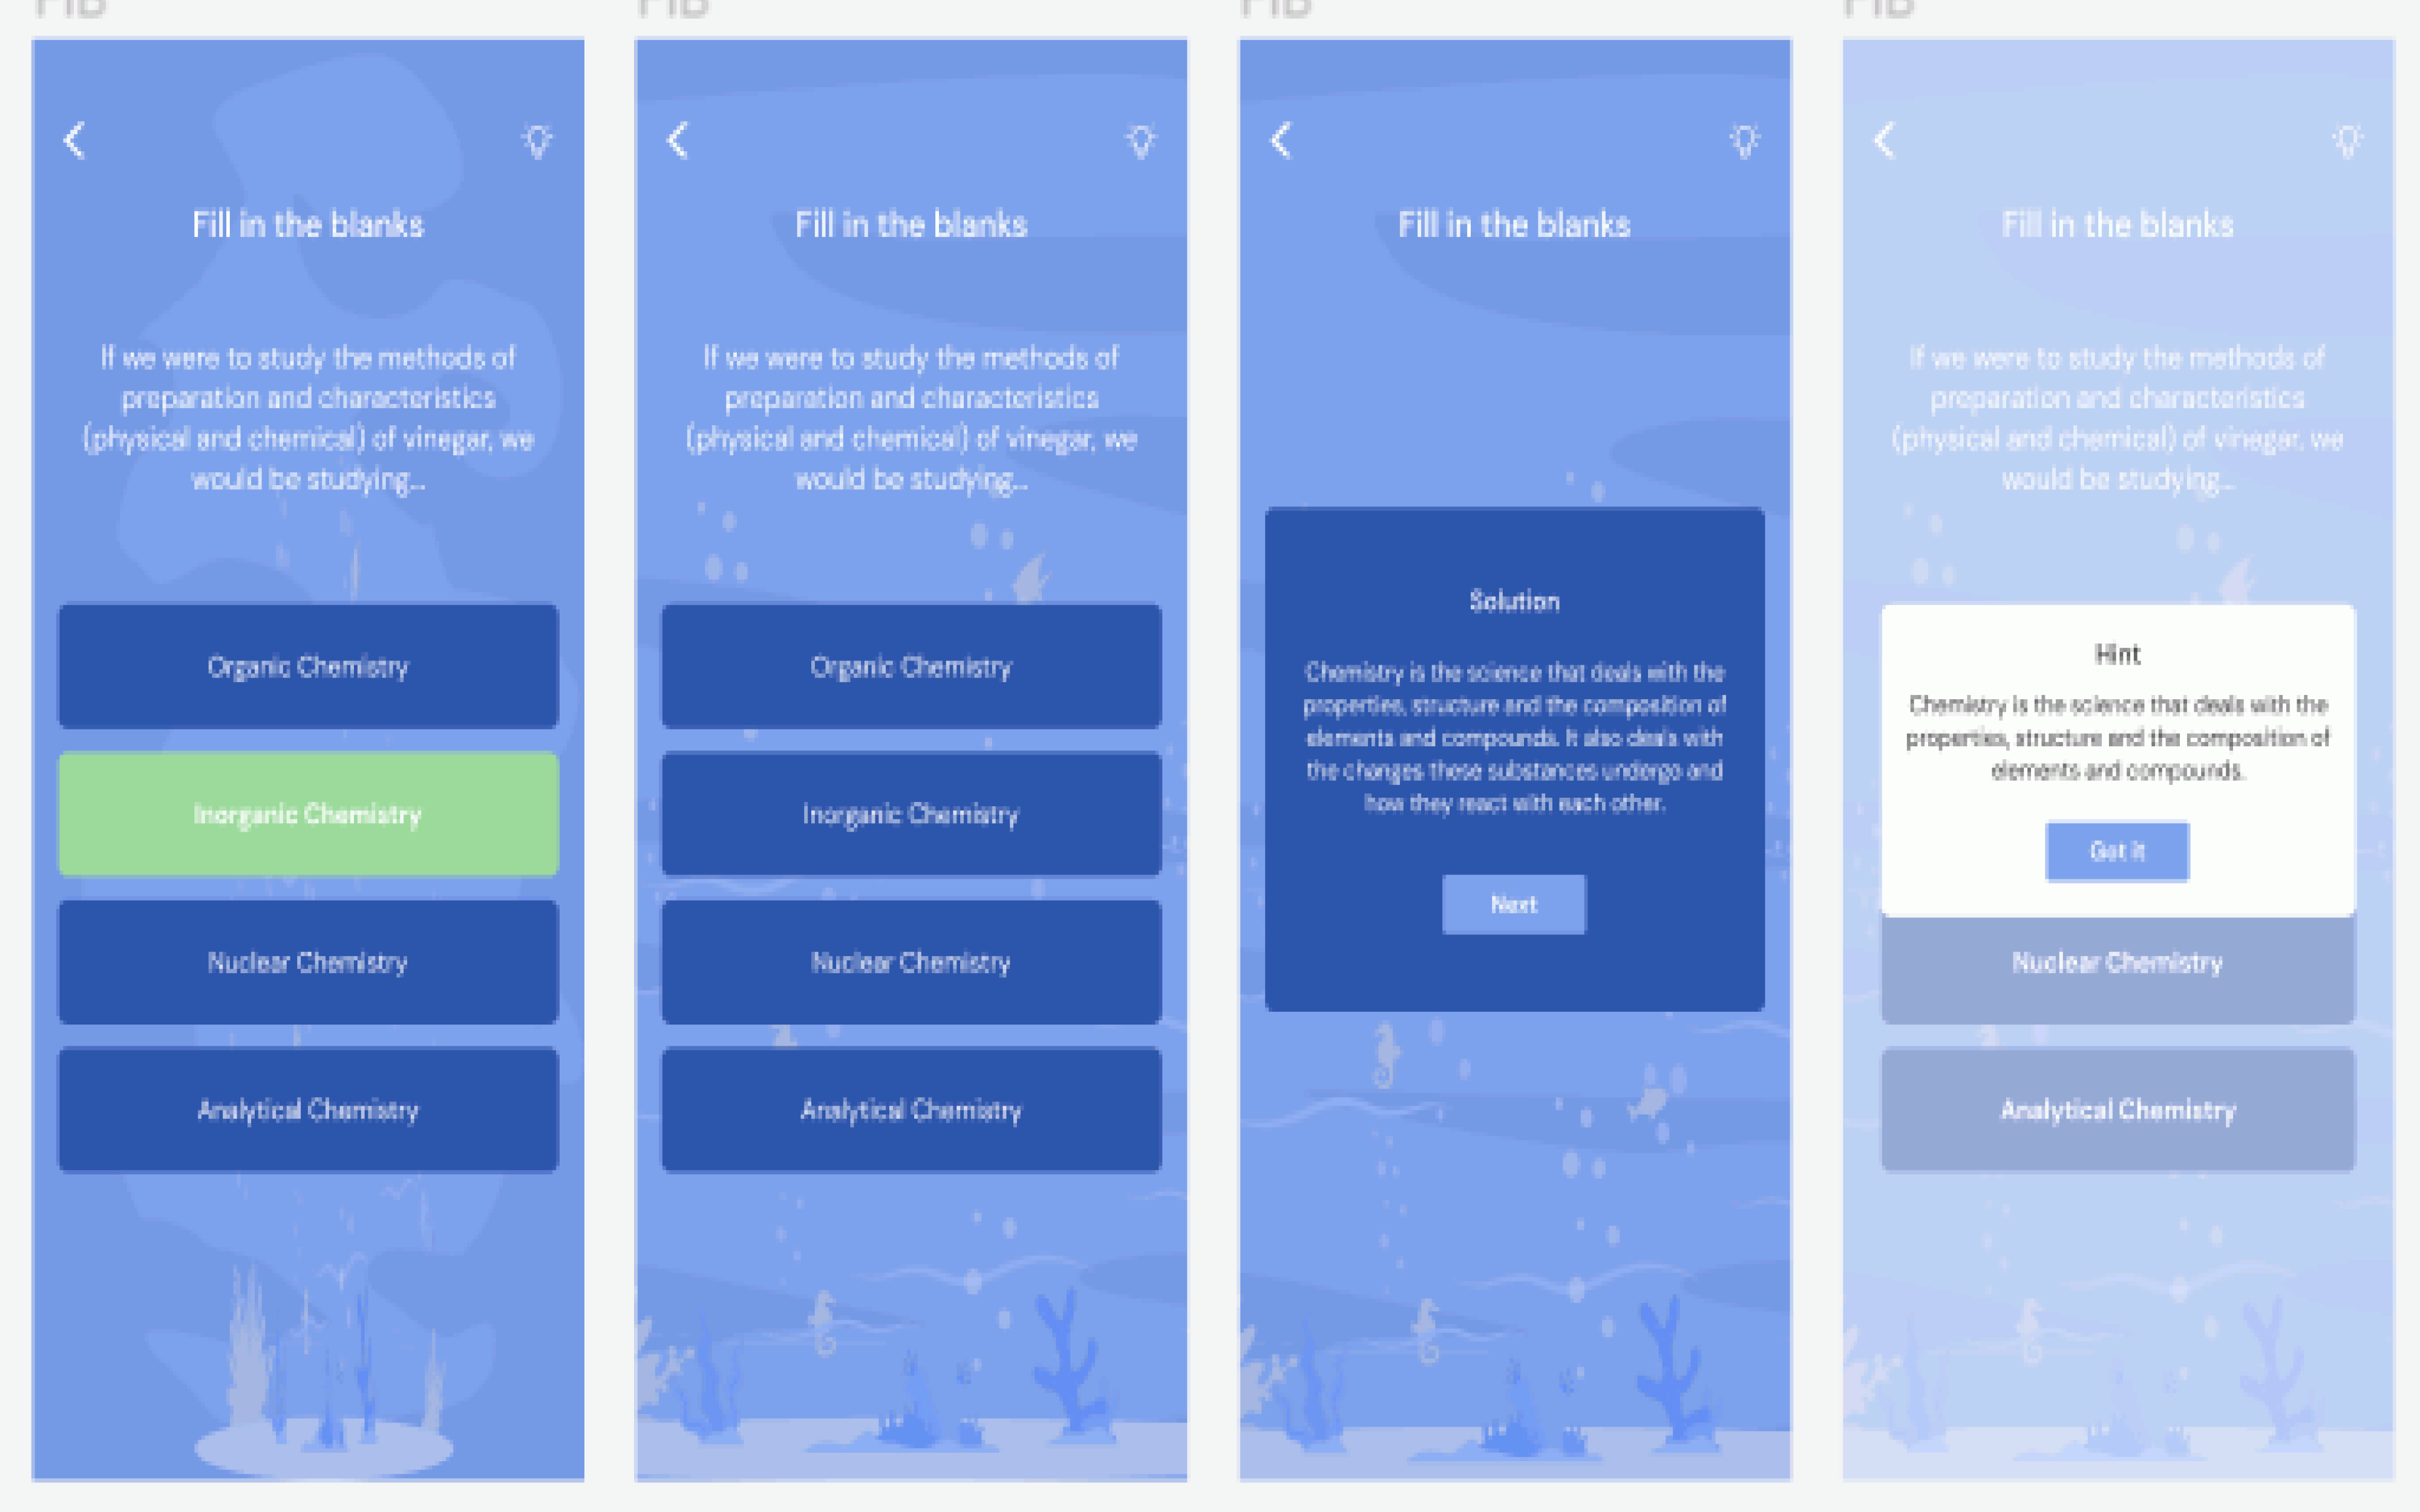 FIB
FIB
FIB
FIB
Fill in the blanks
If we were to study the methods of
preparation and characteristics
(physical and chemical) of vinegar, we
would be studying...
Organic Chemistry
Inorganic Chemistry
Nuclear Chemistry
Analytical Chemistry
Fill in the blanks
If we were to study the methods of
preparation and characteristics
(physical and chemical) of vinegar, we
would be studying...
Organic Chemistry
Inorganic Chemistry
Nuclear Chemistry
Analytical Chemistry
Fill in the blanks
Solution
Chemistry is the science that deals with the
properties, structure and the composition of
elements and compounds. It also deals with
the changes these substances undergo and
how they react with each other.
Next
Fill in the blanks
If we were to study the methods of
preparation and characteristics
(physical and chemical) of vinegar, we
would be studying...
Hint
Chemistry is the science that deals with the
properties, structure and the composition of
elements and compounds.
Got it
Nuclear Chemistry
Analytical Chemistry